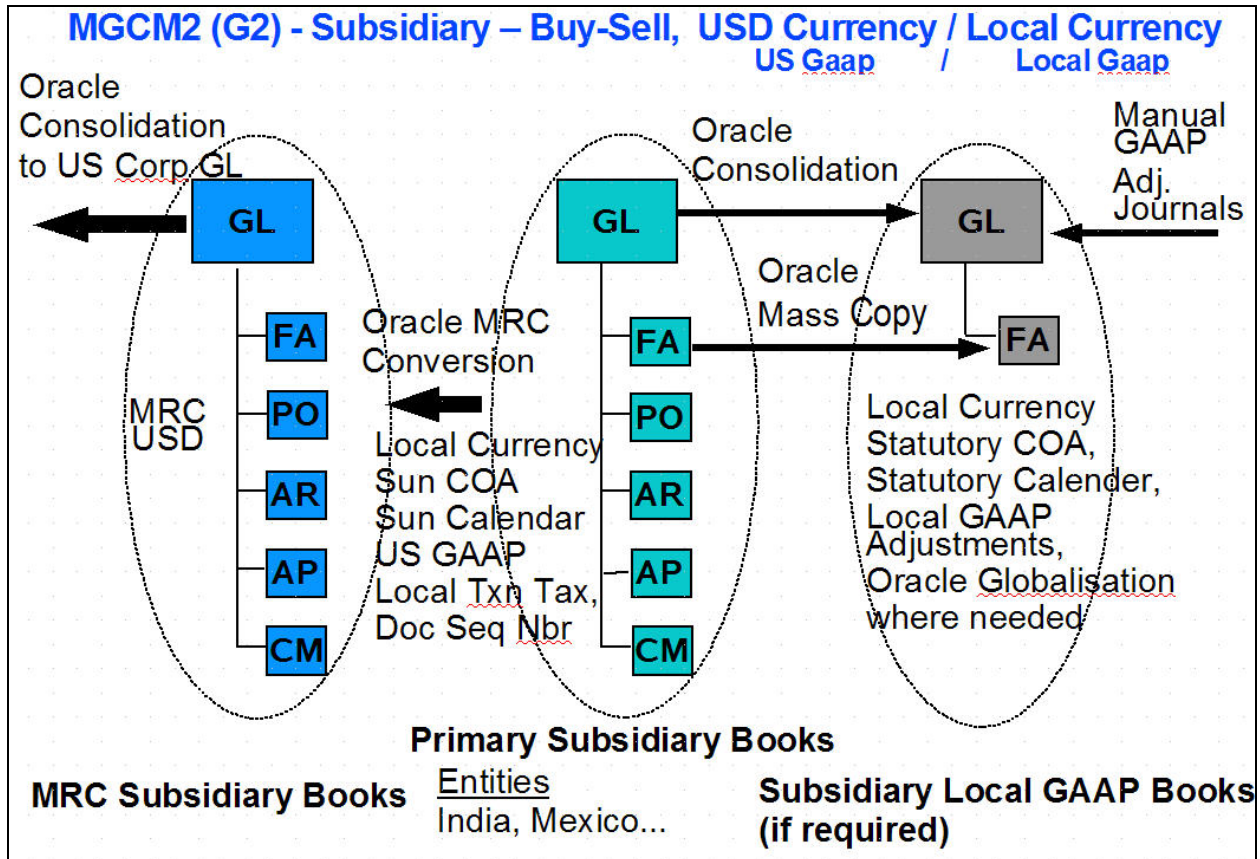 MGCM2 (G2) - Subsidiary – Buy-Sell, USD Currency / Local Currency
US Gaap / Local Gaap
Oracle
Consolidation
to US Corp GL
GL
FA
PO
AR
AP
CM
MRC
USD
Oracle MRC
Conversion
Local Currency
Sun COA
Sun Calendar
US GAAP
Local Txn Tax,
Doc Seq Nbr
GL
FA
PO
AR
AP
CM
Oracle
Consolidation
Oracle
Mass Copy
GL
FA
Manual
GAAP
Adj.
Journals
Local Currency
Statutory COA,
Statutory Calender,
Local GAAP
Adjustments,
Oracle Globalisation
where needed
MRC Subsidiary Books
Primary Subsidiary Books
Entities
India, Mexico...
Subsidiary Local GAAP Books
(if required)